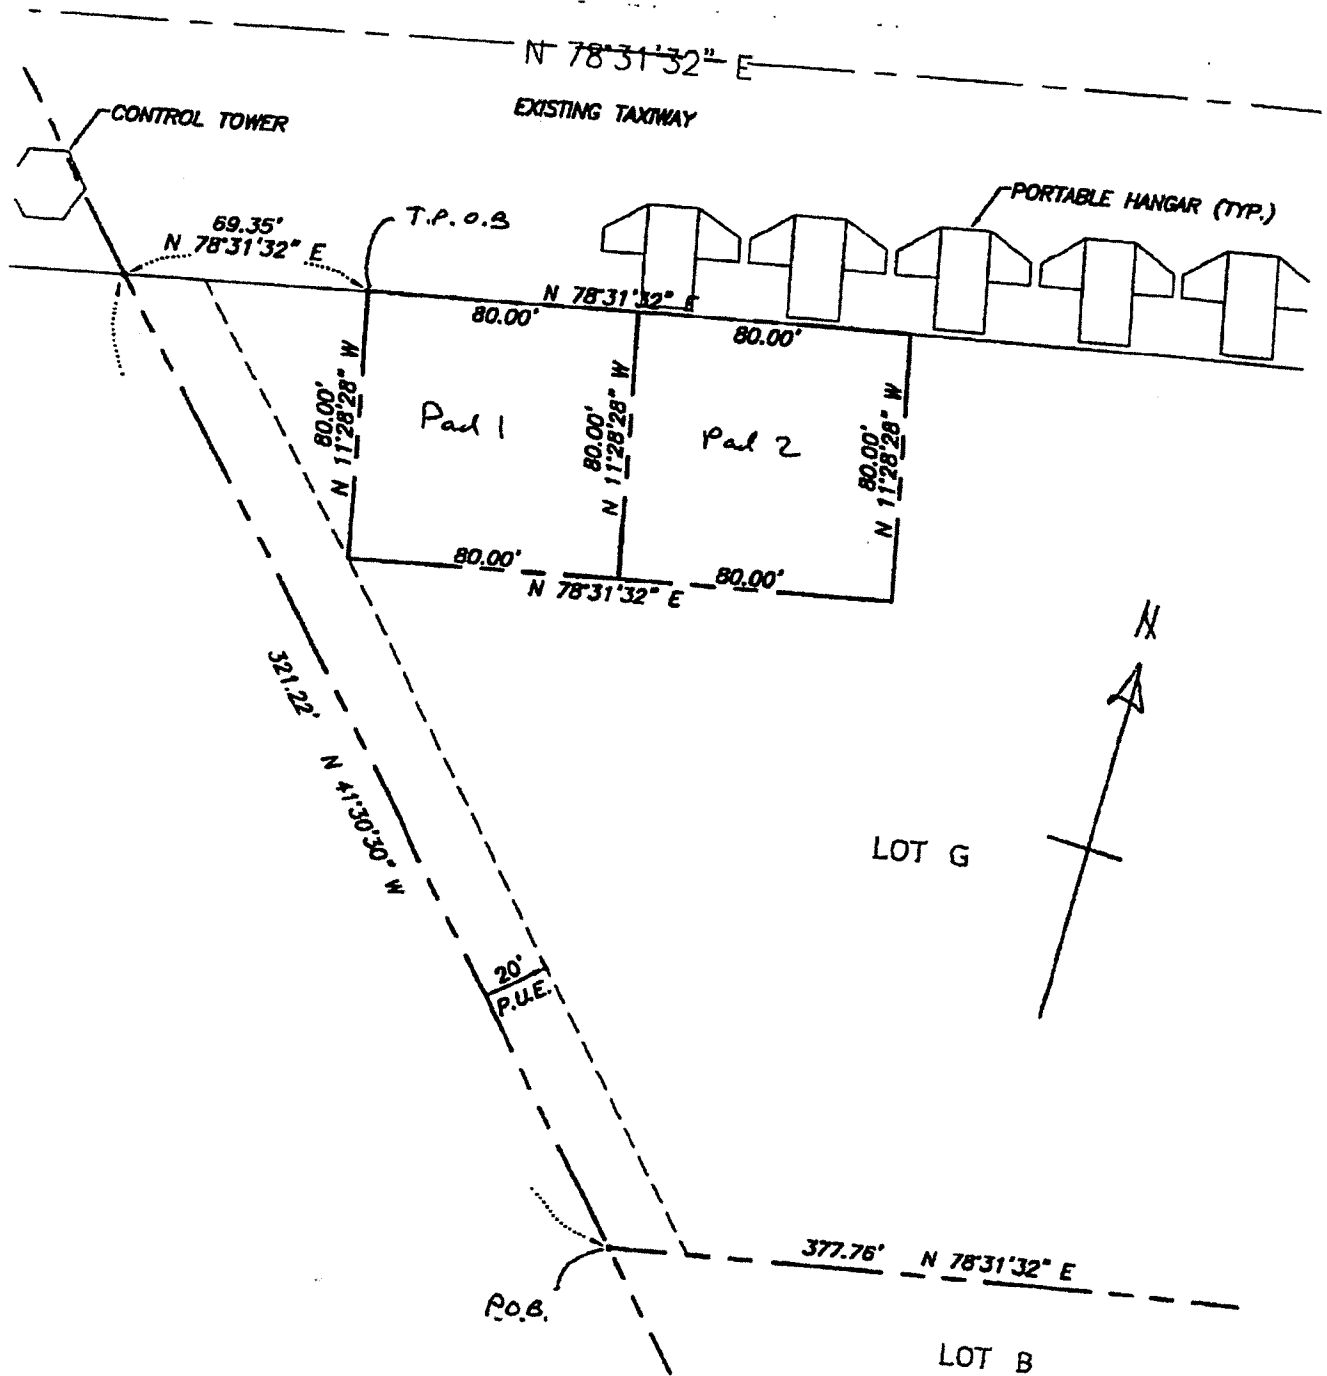 N 78°31'32" E
EXISTING TAXIWAY
CONTROL TOWER
PORTABLE HANGAR (TYP.)
69.35'
N 78°31'32" E
T.P.O.B
N 78°31'32" E
80.00'
80.00'
80.00'
N 11°28'28" W
Pad 1
80.00'
N 11°28'28" W
Pad 2
80.00'
N 11°28'28" W
80.00'
80.00'
N 78°31'32" E
N
321.22' N 41°30'30" W
LOT G
20'
P.U.E.
377.76' N 78°31'32" E
P.O.B.
LOT B